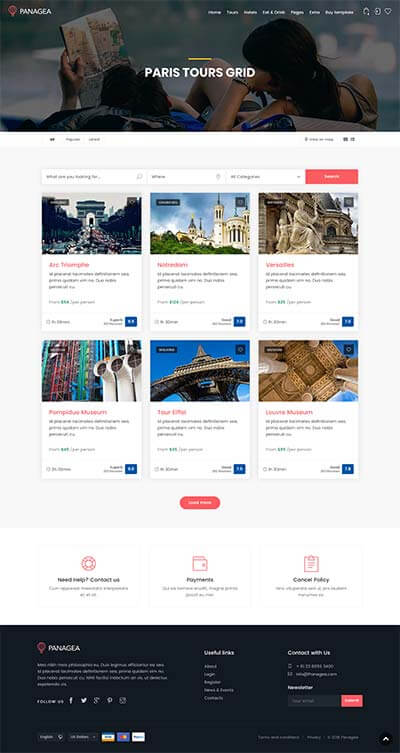 PANAGEA
Home Tours Hotels Eat & Drink Pages Extra Buy template
PARIS TOURS GRID
All Popular Latest
View on map
What are you looking for...
Where
All Categories
Search
Arc Triomphe
Id placerat tacimates definitionem sea, prima quidam vim no. Duo nobis persecuti cu.
From $54 /per person
1h 30min
Superb
350 Reviews
8.9
Notredam
Id placerat tacimates definitionem sea, prima quidam vim no. Duo nobis persecuti cu.
From $124 /per person
1h 30min
Good
350 Reviews
7.0
Versailles
Id placerat tacimates definitionem sea, prima quidam vim no. Duo nobis persecuti cu.
From $25 /per person
1h 30min
Good
350 Reviews
7.0
Pompidue Museum
Id placerat tacimates definitionem sea, prima quidam vim no. Duo nobis persecuti cu.
From $45 /per person
2h 30min
Superb
350 Reviews
9.0
WALKING
Tour Eiffel
Id placerat tacimates definitionem sea, prima quidam vim no. Duo nobis persecuti cu.
/per person
1h 30min
Good
350 Reviews
MUSEUM
Louvre Museum
Id placerat tacimates definitionem sea, prima quidam vim no. Duo nobis persecuti cu.
/per person
1h 30min
Good
350 Reviews
7.8
Load more
Need Help? Contact us
Cum appareat maiestatis interpretaris et, et sit.
Payments
Qui ea nemore eruditi, magna prima possit eu mei.
Cancel Policy
Hinc vituperata sed ut, pro laudem nonumes ex.
PANAGEA
Mea nibh meis philosophia eu. Duis legimus efficiantur ea sea. Id placerat tacimates definitionem sea, prima quidam vim no. Duo nobis persecuti cu. Nihil facilisi indoctum an vix, ut delectus expetendis vis.
FOLLOW US
Useful links
About
Login
Register
News & Events
Contacts
Contact with Us
+ 61 23 8093 3400
info@Panagea.com
Newsletter
Your email
Submit
English
US Dollars
Terms and conditions
Privacy
© 2018 Panagea